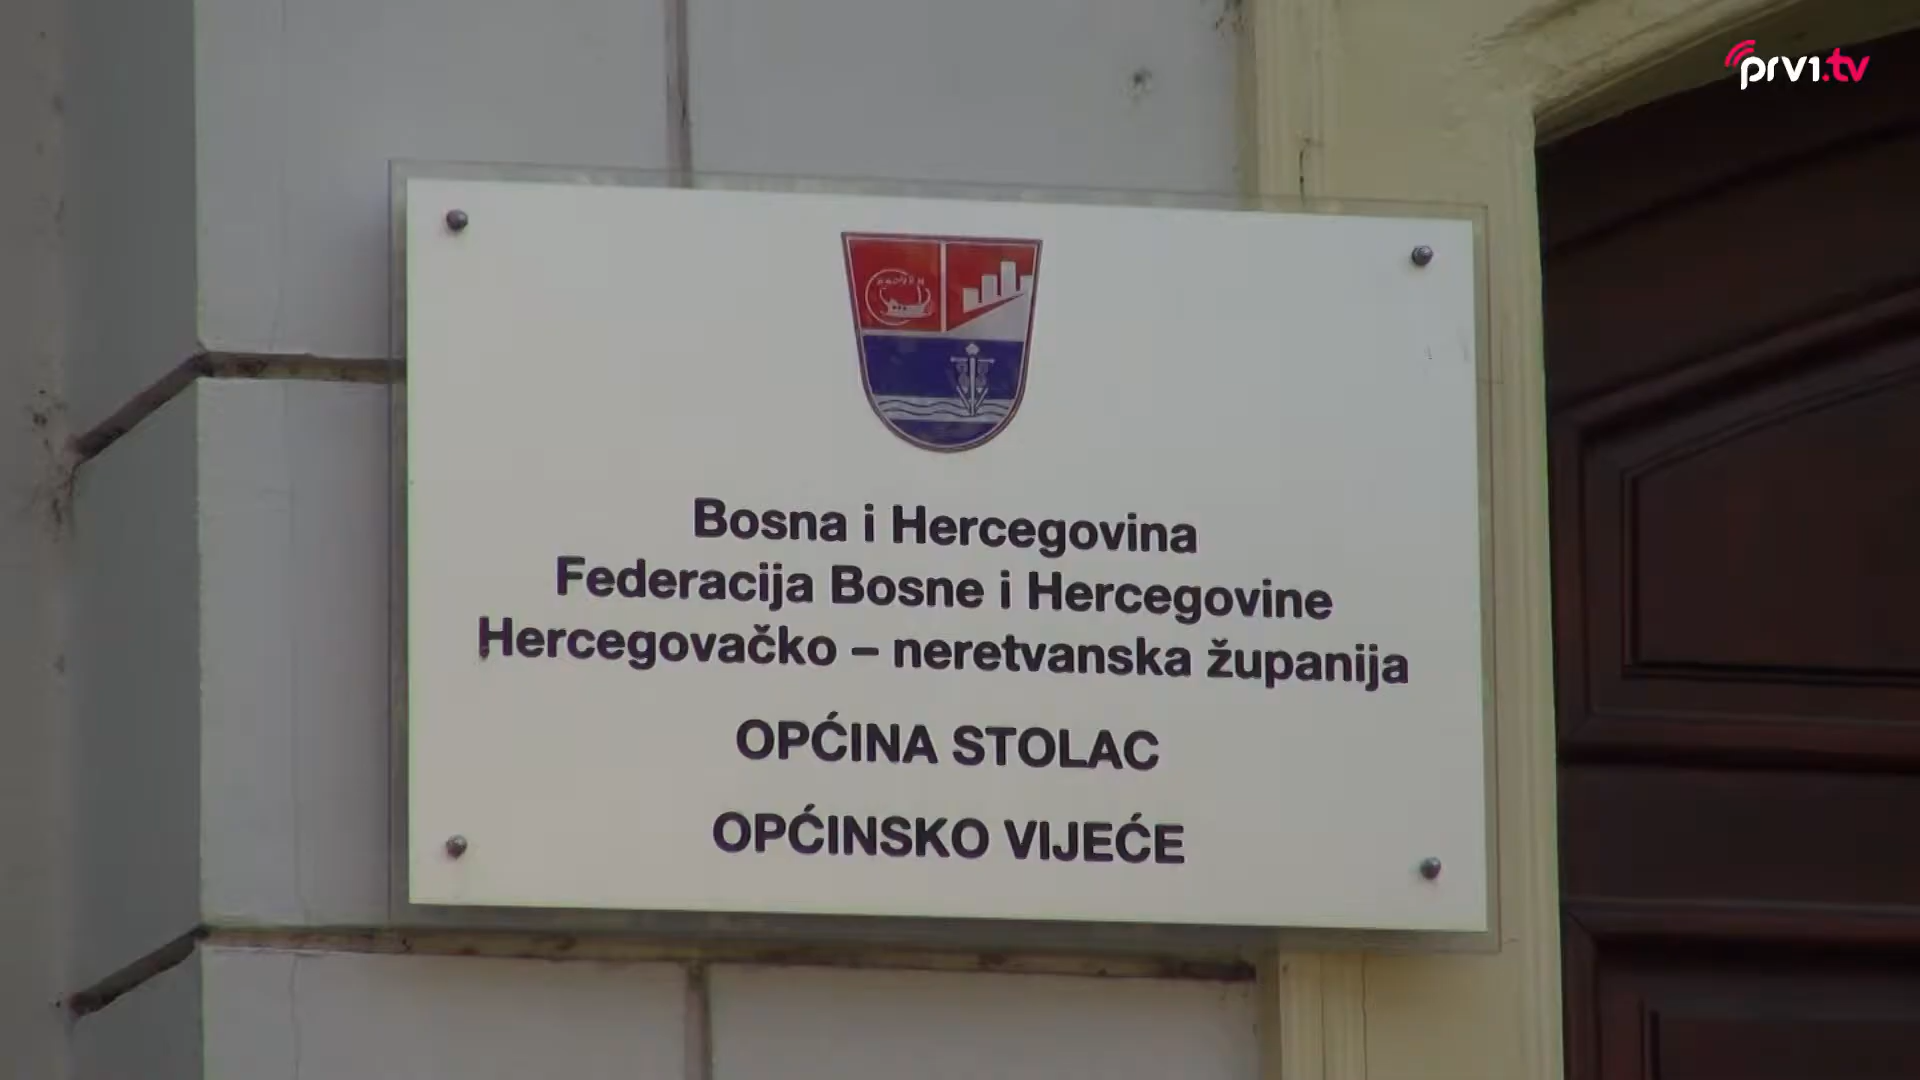 prv1.tv
Bosna i Hercegovina
Federacija Bosne i Hercegovine
Hercegovačko – neretvanska županija
OPĆINA STOLAC
OPĆINSKO VIJEĆE